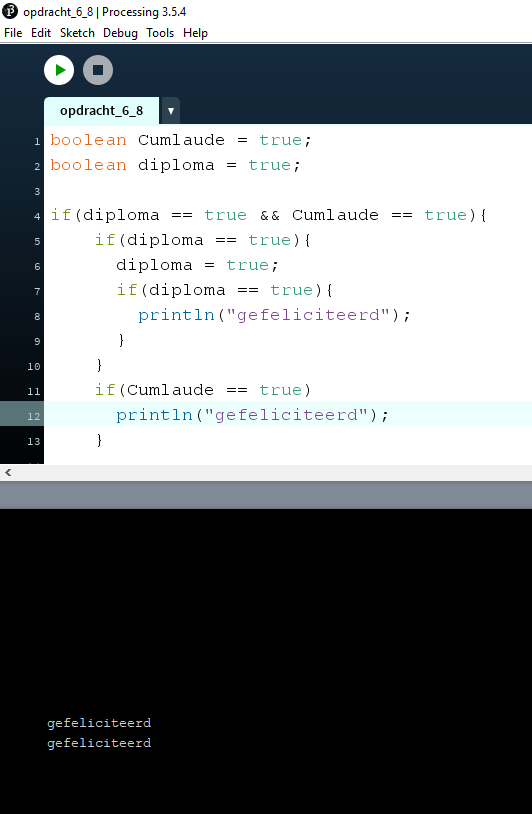 opdracht_6_8 | Processing 3.5.4
File Edit Sketch Debug Tools Help
opdracht_6_8 ▼
1 boolean Cumlaude = true;
2 boolean diploma = true;
3
4 if(diploma == true && Cumlaude == true){
5     if(diploma == true){
6       diploma = true;
7       if(diploma == true){
8         println("gefeliciteerd");
9       }
10     }
11     if(Cumlaude == true)
12       println("gefeliciteerd");
13     }
gefeliciteerd
gefeliciteerd